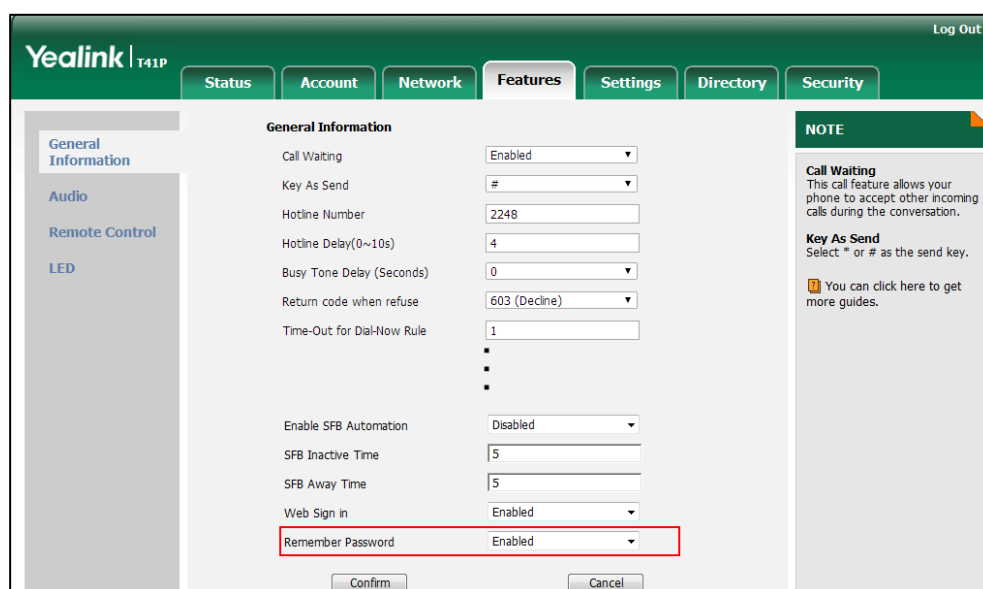 Log Out
Yealink T41P
Status Account Network Features Settings Directory Security
General
Information
Audio
Remote Control
LED
General Information
Call Waiting Enabled
Key As Send #
Hotline Number 2248
Hotline Delay(0~10s) 4
Busy Tone Delay (Seconds) 0
Return code when refuse 603 (Decline)
Time-Out for Dial-Now Rule 1
Enable SFB Automation Disabled
SFB Inactive Time 5
SFB Away Time 5
Web Sign in Enabled
Remember Password Enabled
Confirm Cancel
NOTE
Call Waiting
This call feature allows your
phone to accept other incoming
calls during the conversation.
Key As Send
Select * or # as the send key.
You can click here to get
more guides.